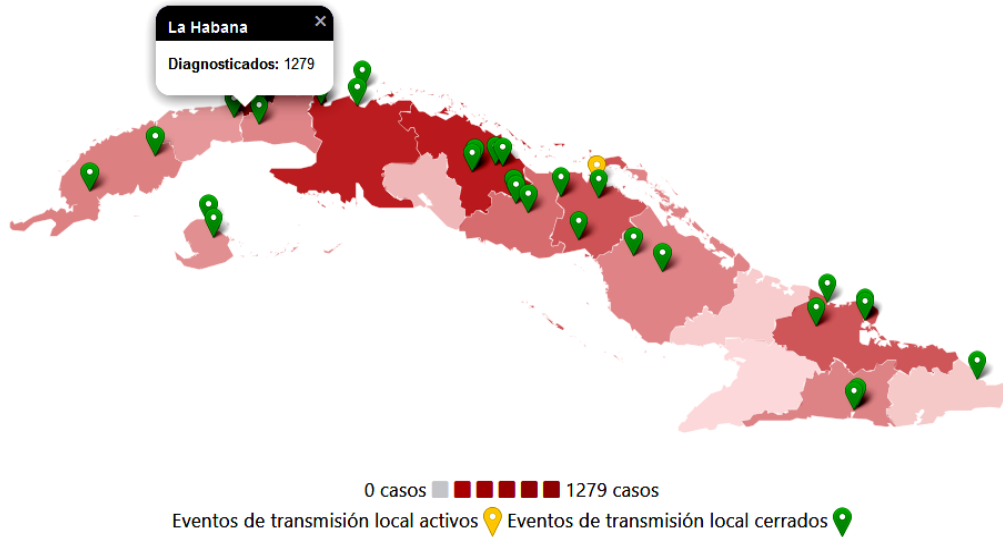 La Habana ×
Diagnosticados: 1279
0 casos 1279 casos
Eventos de transmisión local activos Eventos de transmisión local cerrados